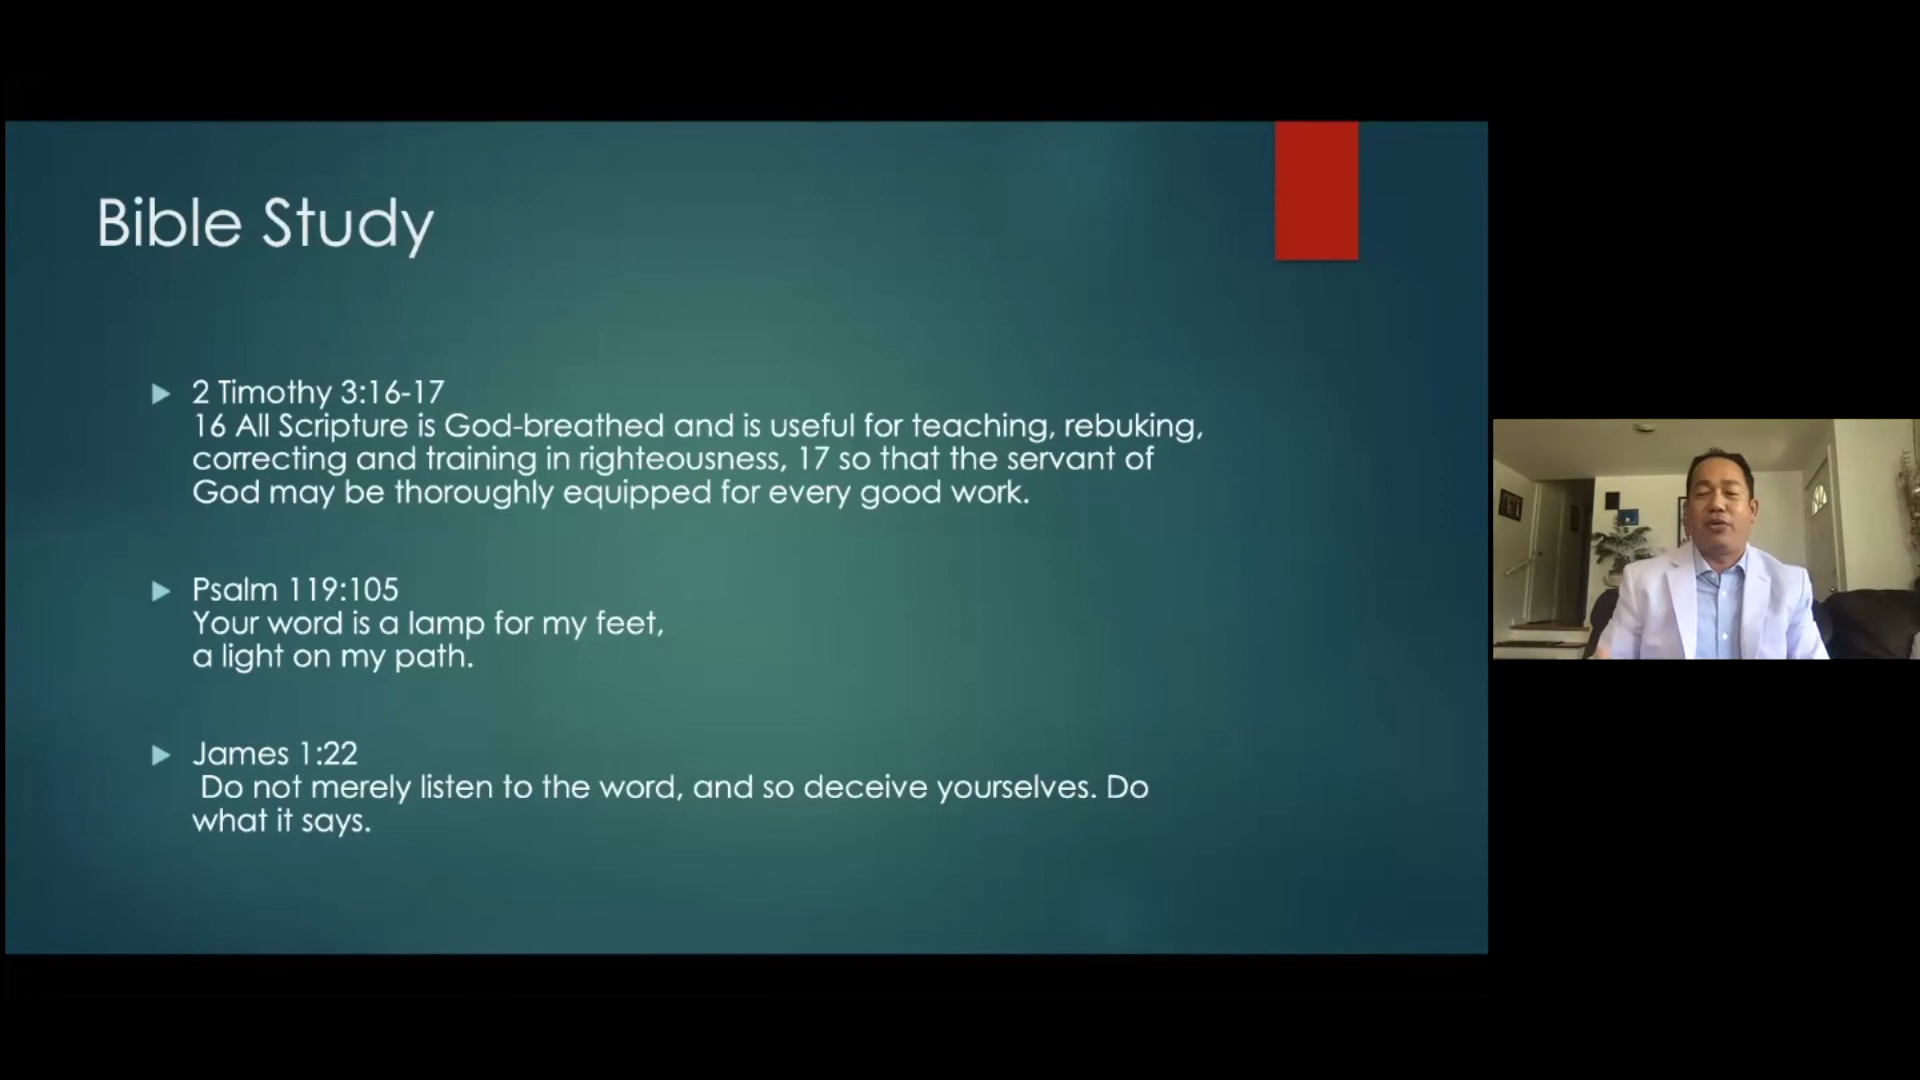 Bible Study
2 Timothy 3:16-17
16 All Scripture is God-breathed and is useful for teaching, rebuking,
correcting and training in righteousness, 17 so that the servant of
God may be thoroughly equipped for every good work.
Psalm 119:105
Your word is a lamp for my feet,
a light on my path.
James 1:22
Do not merely listen to the word, and so deceive yourselves. Do
what it says.